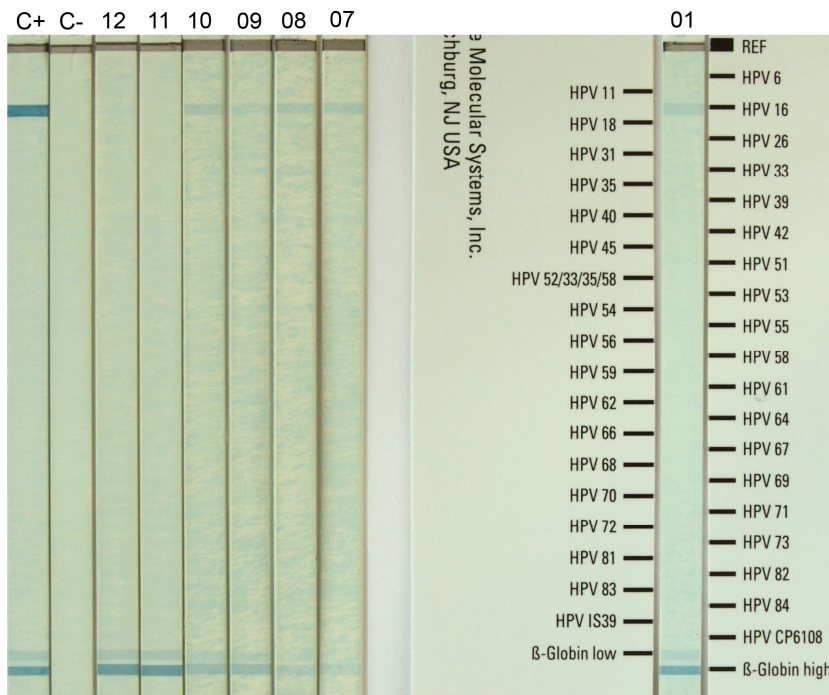 C+ C- 12 11 10 09 08 07 01
e Molecular Systems, Inc.
chburg, NJ USA
REF
HPV 6
HPV 11
HPV 16
HPV 18
HPV 26
HPV 31
HPV 33
HPV 35
HPV 39
HPV 40
HPV 42
HPV 45
HPV 51
HPV 52/33/35/58
HPV 53
HPV 54
HPV 55
HPV 56
HPV 58
HPV 59
HPV 61
HPV 62
HPV 64
HPV 66
HPV 67
HPV 68
HPV 69
HPV 70
HPV 71
HPV 72
HPV 73
HPV 81
HPV 82
HPV 83
HPV 84
HPV IS39
HPV CP6108
ß-Globin low
ß-Globin high